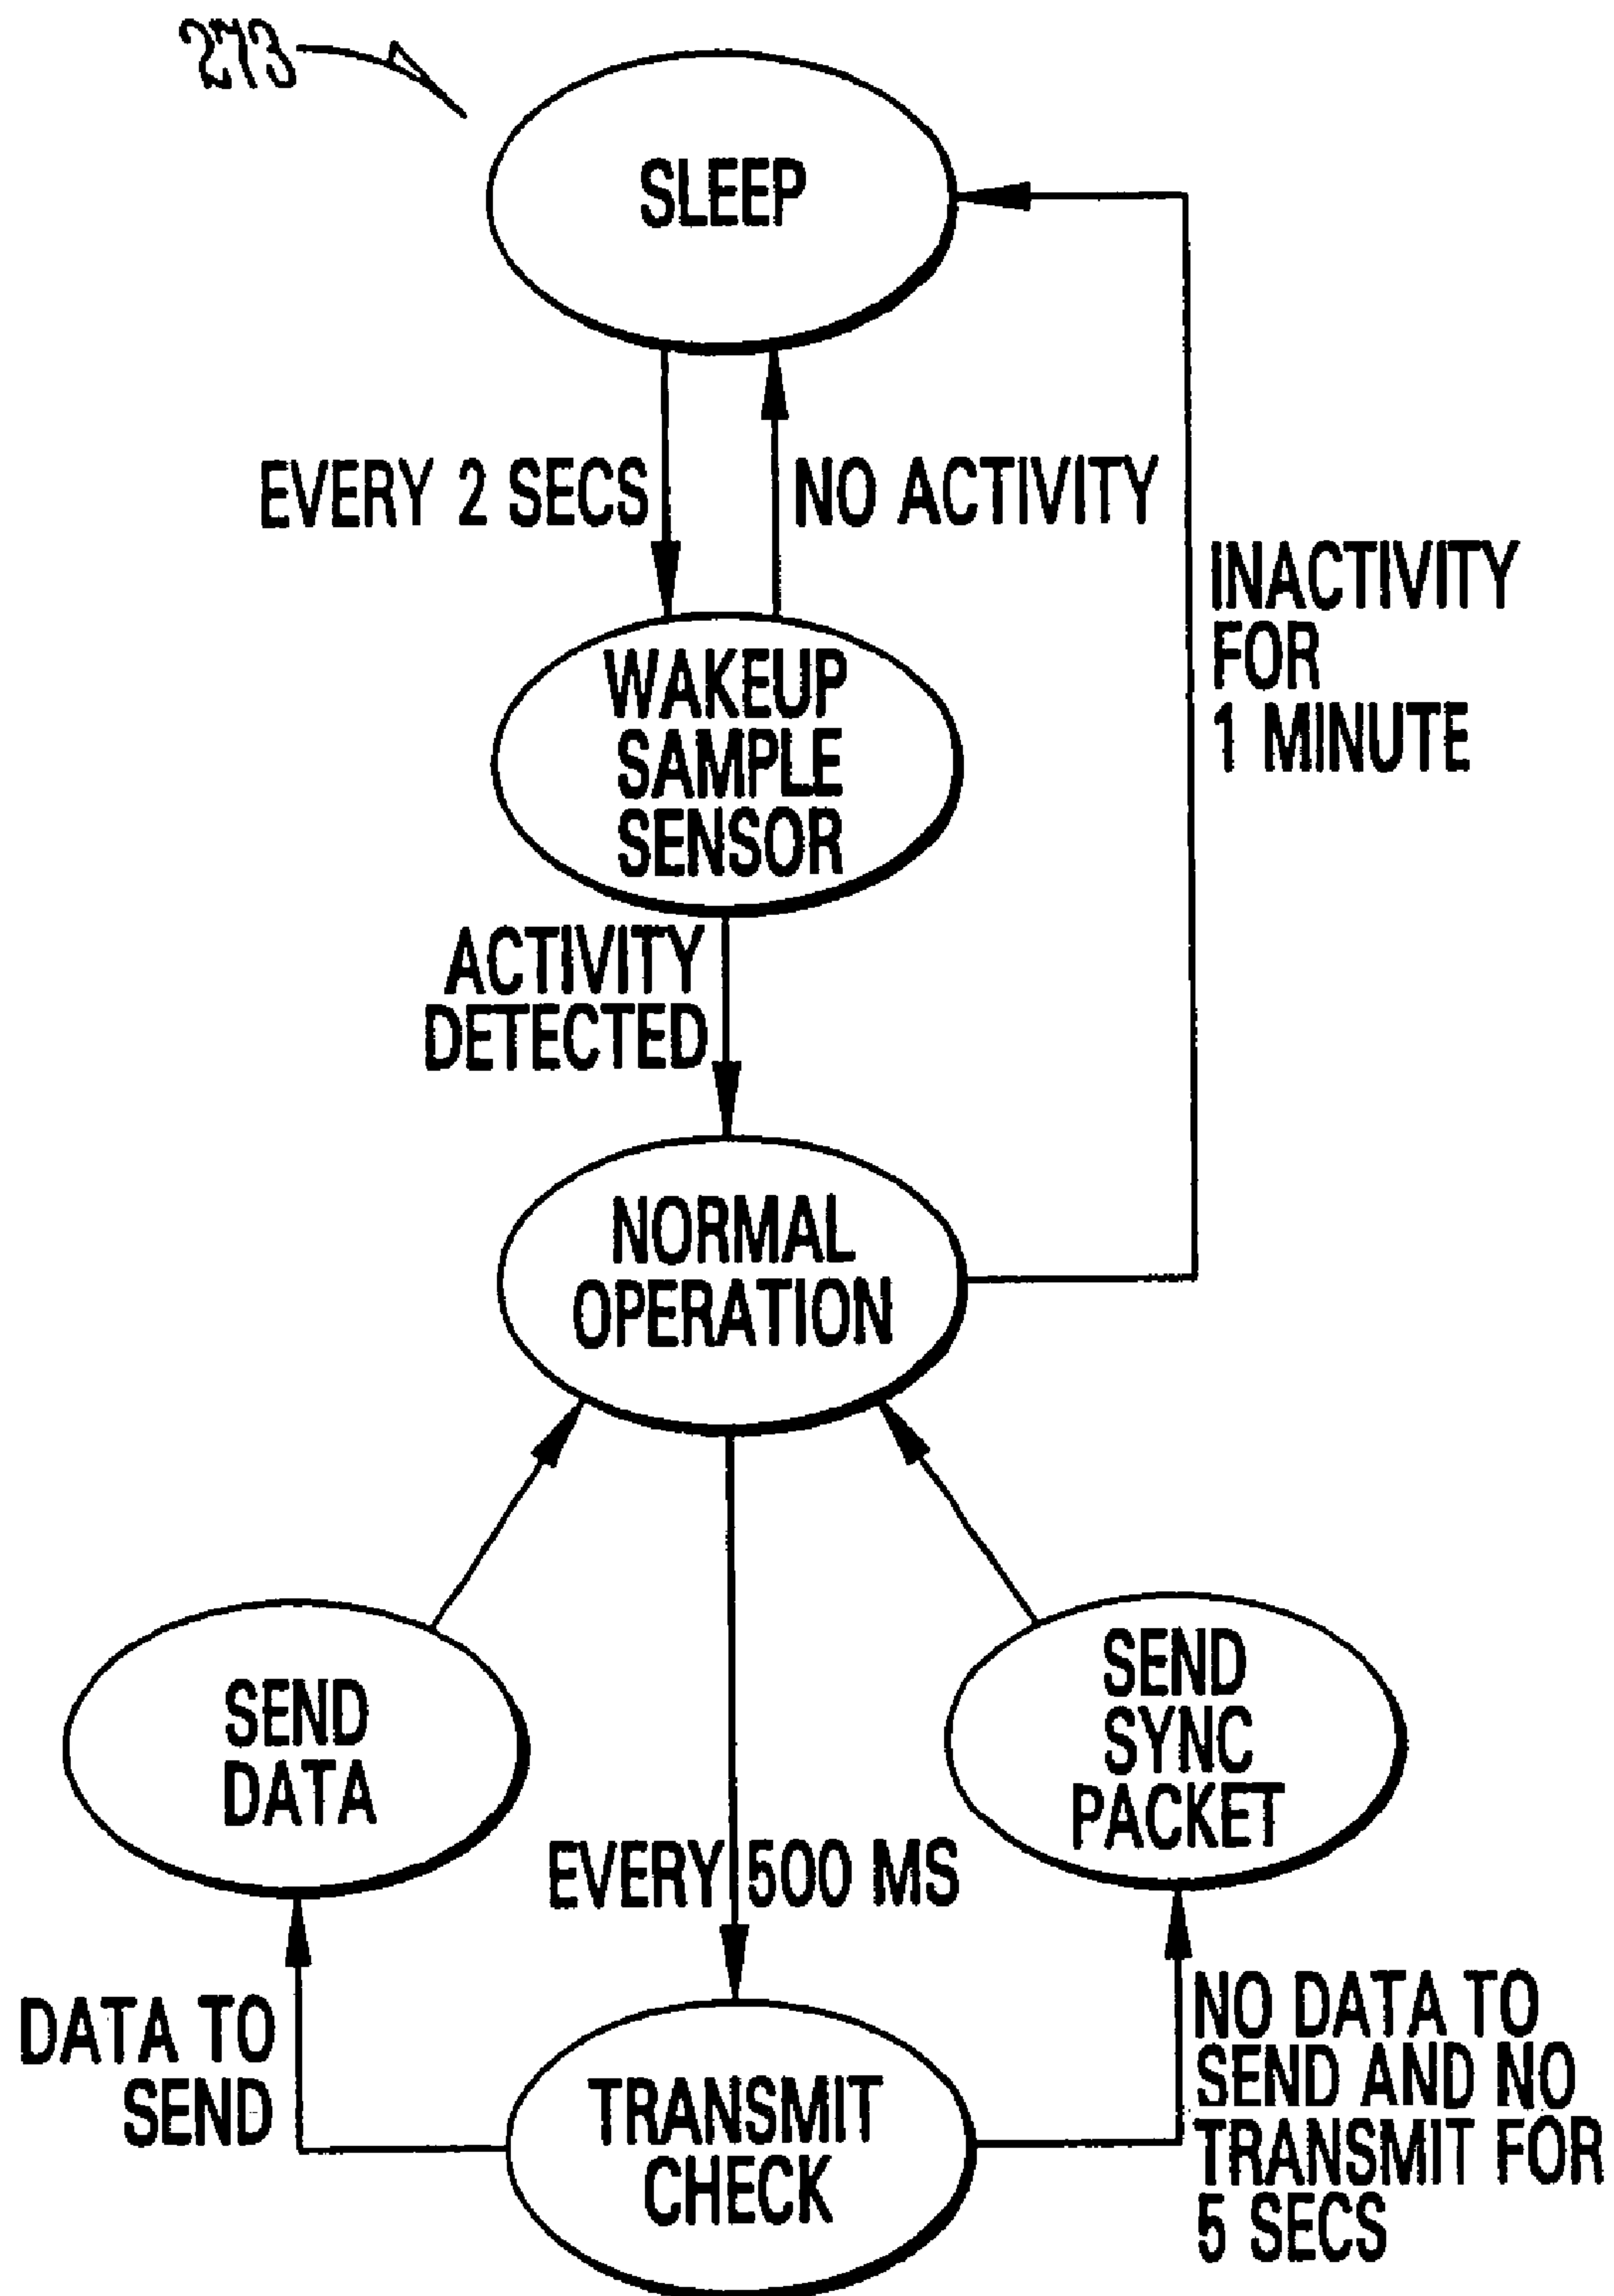 273
SLEEP
EVERY 2 SECS
NO ACTIVITY
INACTIVITY
FOR
1 MINUTE
WAKEUP
SAMPLE
SENSOR
ACTIVITY
DETECTED
NORMAL
OPERATION
SEND
DATA
SEND
SYNC
PACKET
EVERY 500 MS
DATA TO
SEND
NO DATA TO
SEND AND NO
TRANSMIT FOR
5 SECS
TRANSMIT
CHECK